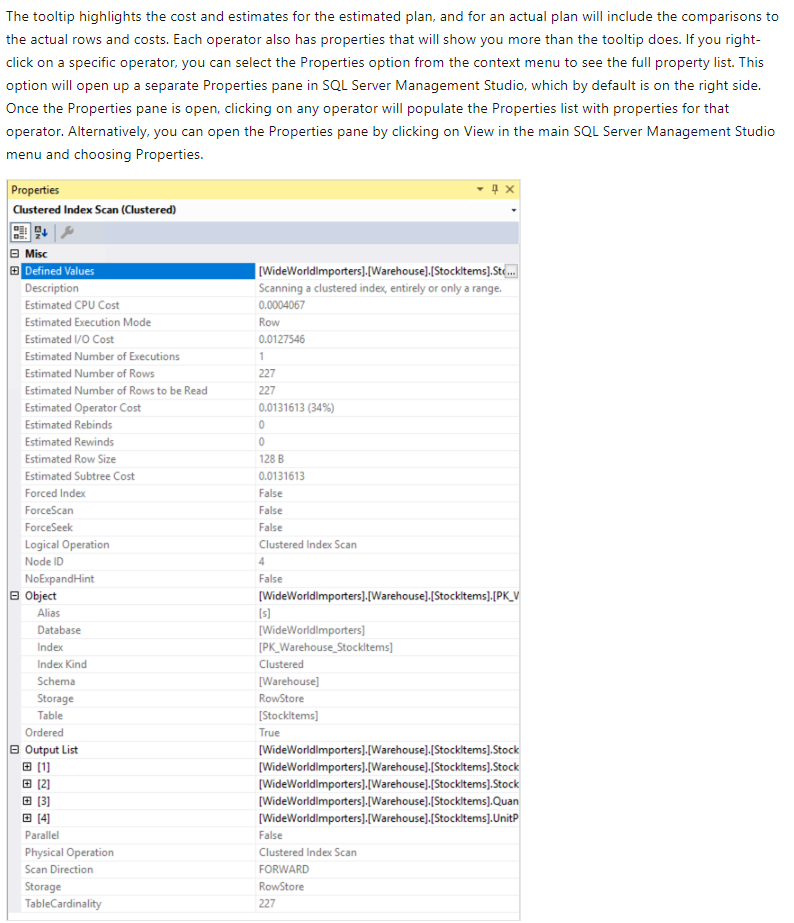 The tooltip highlights the cost and estimates for the estimated plan, and for an actual plan will include the comparisons to
the actual rows and costs. Each operator also has properties that will show you more than the tooltip does. If you right-
click on a specific operator, you can select the Properties option from the context menu to see the full property list. This
option will open up a separate Properties pane in SQL Server Management Studio, which by default is on the right side.
Once the Properties pane is open, clicking on any operator will populate the Properties list with properties for that
operator. Alternatively, you can open the Properties pane by clicking on View in the main SQL Server Management Studio
menu and choosing Properties.
Properties
Clustered Index Scan (Clustered)
Misc
Defined Values [WideWorldImporters].[Warehouse].[StockItems].Sto...
Description Scanning a clustered index, entirely or only a range.
Estimated CPU Cost 0.0004067
Estimated Execution Mode Row
Estimated I/O Cost 0.0127546
Estimated Number of Executions 1
Estimated Number of Rows 227
Estimated Number of Rows to be Read 227
Estimated Operator Cost 0.0131613 (34%)
Estimated Rebinds 0
Estimated Rewinds 0
Estimated Row Size 128 B
Estimated Subtree Cost 0.0131613
Forced Index False
ForceScan False
ForceSeek False
Logical Operation Clustered Index Scan
Node ID 4
NoExpandHint False
Object [WideWorldImporters].[Warehouse].[StockItems].[PK_W
Alias [s]
Database [WideWorldImporters]
Index [PK_Warehouse_StockItems]
Index Kind Clustered
Schema [Warehouse]
Storage RowStore
Table [StockItems]
Ordered True
Output List [WideWorldImporters].[Warehouse].[StockItems].Stock
[1] [WideWorldImporters].[Warehouse].[StockItems].Stock
[2] [WideWorldImporters].[Warehouse].[StockItems].Stock
[3] [WideWorldImporters].[Warehouse].[StockItems].Quan
[4] [WideWorldImporters].[Warehouse].[StockItems].UnitP
Parallel False
Physical Operation Clustered Index Scan
Scan Direction FORWARD
Storage RowStore
TableCardinality 227